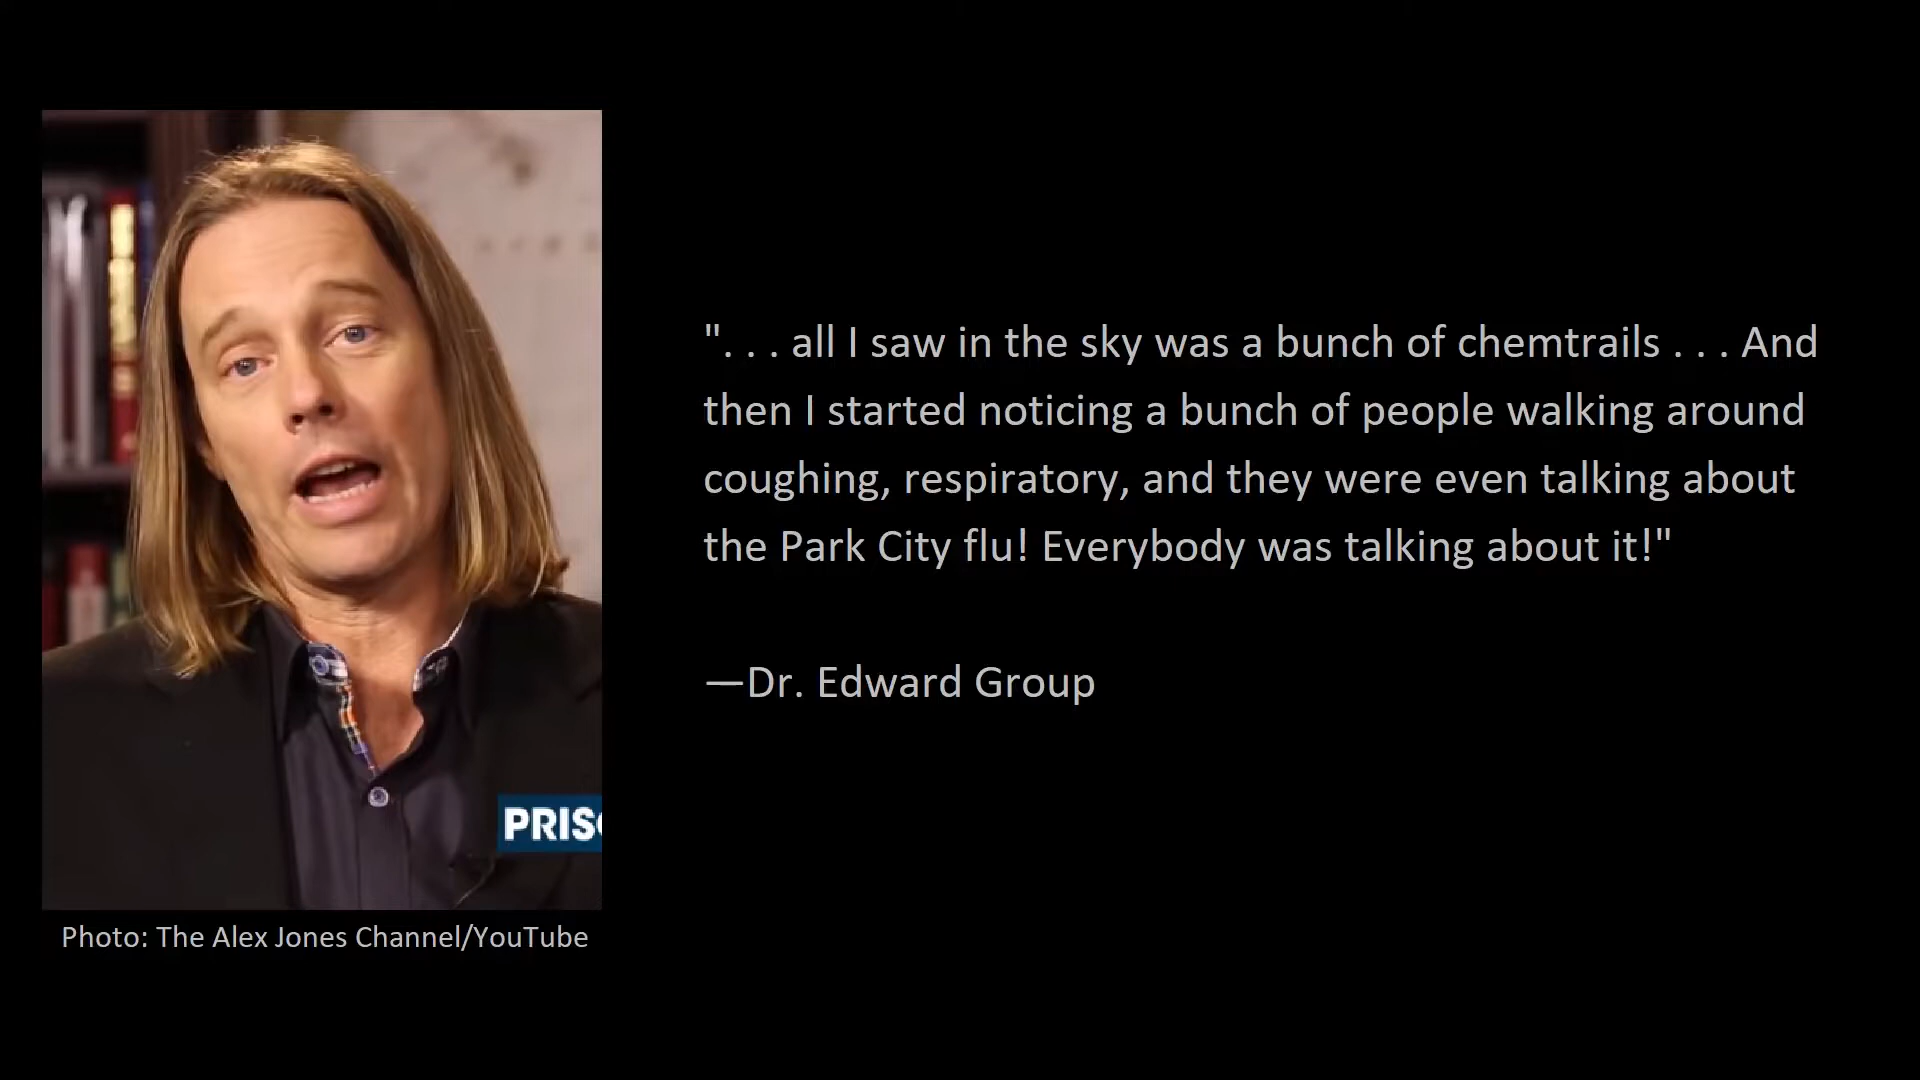 ". . . all I saw in the sky was a bunch of chemtrails . . . And
then I started noticing a bunch of people walking around
coughing, respiratory, and they were even talking about
the Park City flu! Everybody was talking about it!"
—Dr. Edward Group
PRIS
Photo: The Alex Jones Channel/YouTube